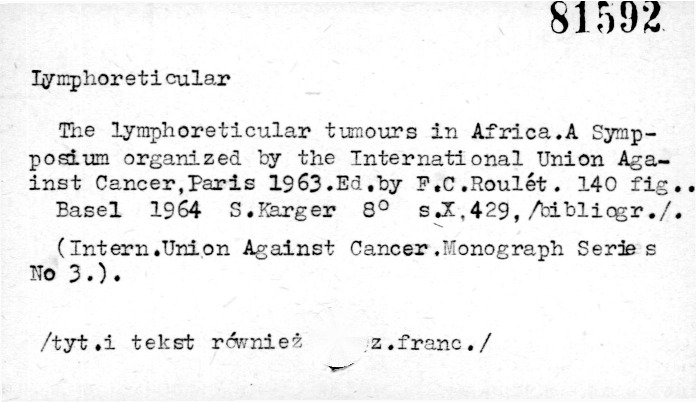 81592
Lymphoreticular
The lymphoreticular tumours in Africa.A Symp-
posium organized by the International Union Aga-
inst Cancer,Paris 1963.Ed.by F.C.Roulét. 140 fig..
Basel 1964 S.Karger 8° s.X,429,/bibliogr./.
(Intern.Union Against Cancer.Monograph Series
No 3.).
/tyt.i tekst również z.franc./